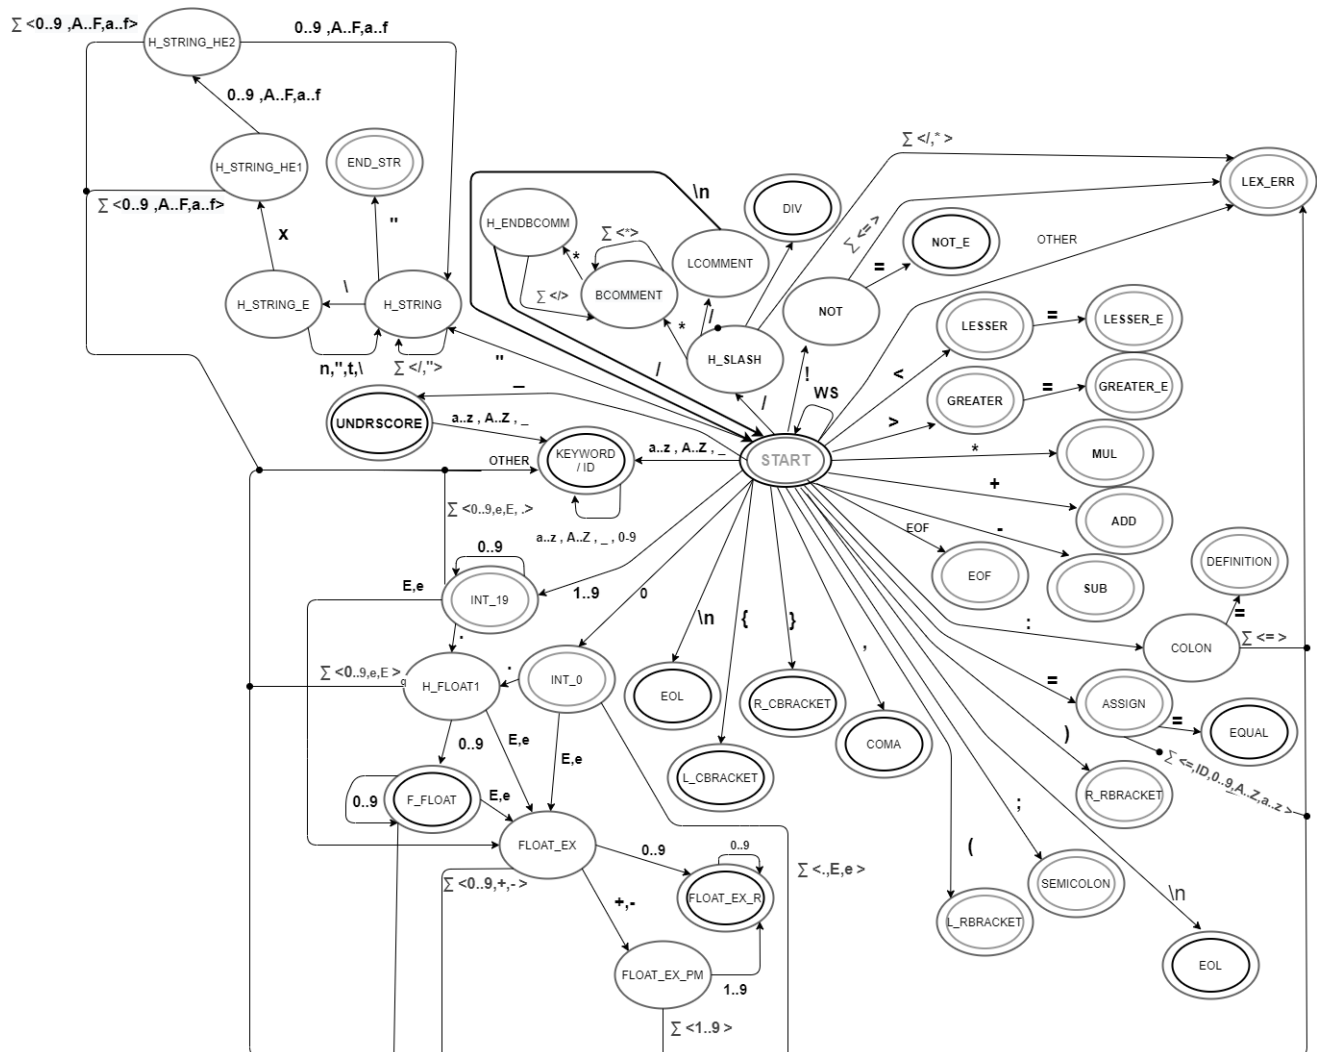 ∑ <0..9 ,A..F,a..f>
0..9 ,A..F,a..f
H_STRING_HE2
0..9 ,A..F,a..f
H_STRING_HE1
END_STR
∑ <0..9 ,A..F,a..f>
x
"
H_STRING_E
\
H_STRING
n,",t,\
∑ </,">
"
\n
H_ENDBCOMM
∑ <*>
*
BCOMMENT
∑ </>
LCOMMENT
DIV
∑ </,* >
LEX_ERR
∑ <= >
NOT_E
=
OTHER
NOT
/
*
H_SLASH
/
/
!
WS
LESSER
=
LESSER_E
<
GREATER
=
GREATER_E
>
_
UNDRSCORE
a..z , A..Z , _
KEYWORD
/ ID
a..z , A..Z , _
START
*
MUL
OTHER
∑ <0..9,e,E, .>
a..z , A..Z , _ , 0-9
+
ADD
-
EOF
EOF
SUB
DEFINITION
0..9
E,e
INT_19
1..9
0
\n
{
}
,
:
COLON
=
∑ <= >
.
∑ <0..9,e,E >
H_FLOAT1
.
INT_0
EOL
R_CBRACKET
COMA
=
ASSIGN
=
EQUAL
∑ <=,ID,0..9,A..Z,a..z >
0..9
E,e
E,e
L_CBRACKET
)
R_RBRACKET
0..9
F_FLOAT
E,e
;
FLOAT_EX
0..9
0..9
∑ <.,E,e >
(
∑ <0..9,+,- >
+,-
FLOAT_EX_R
SEMICOLON
\n
L_RBRACKET
FLOAT_EX_PM
1..9
EOL
∑ <1..9 >